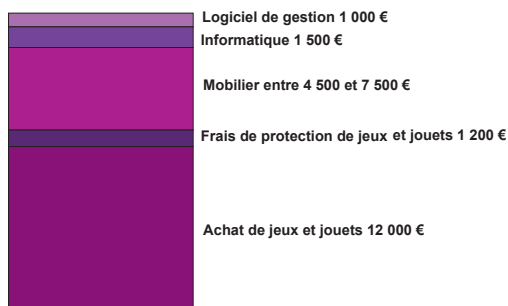 Logiciel de gestion 1 000 €
Informatique 1 500 €
Mobilier entre 4 500 et 7 500 €
Frais de protection de jeux et jouets 1 200 €
Achat de jeux et jouets 12 000 €